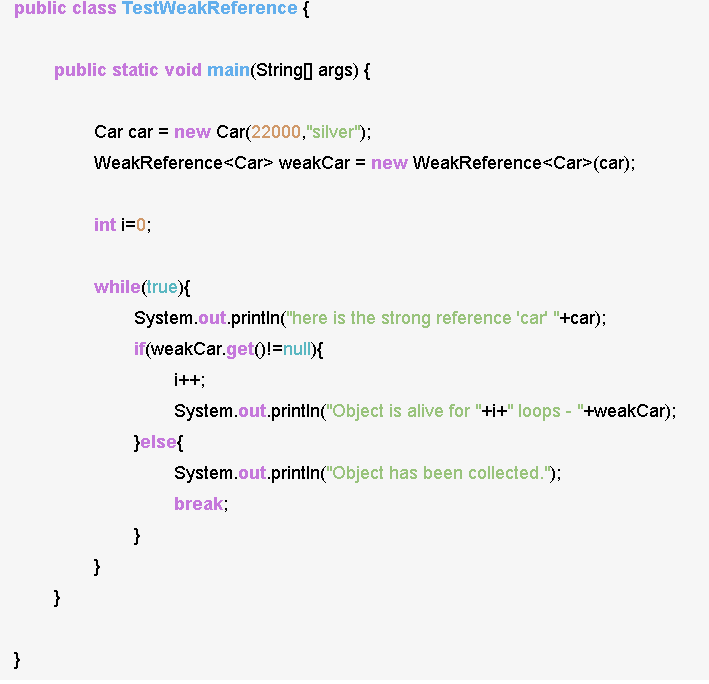 public class TestWeakReference {
public static void main(String[] args) {
Car car = new Car(22000,"silver");
WeakReference<Car> weakCar = new WeakReference<Car>(car);
int i=0;
while(true){
System.out.println("here is the strong reference 'car' "+car);
if(weakCar.get()!=null){
i++;
System.out.println("Object is alive for "+i+" loops - "+weakCar);
}else{
System.out.println("Object has been collected.");
break;
}
}
}
}